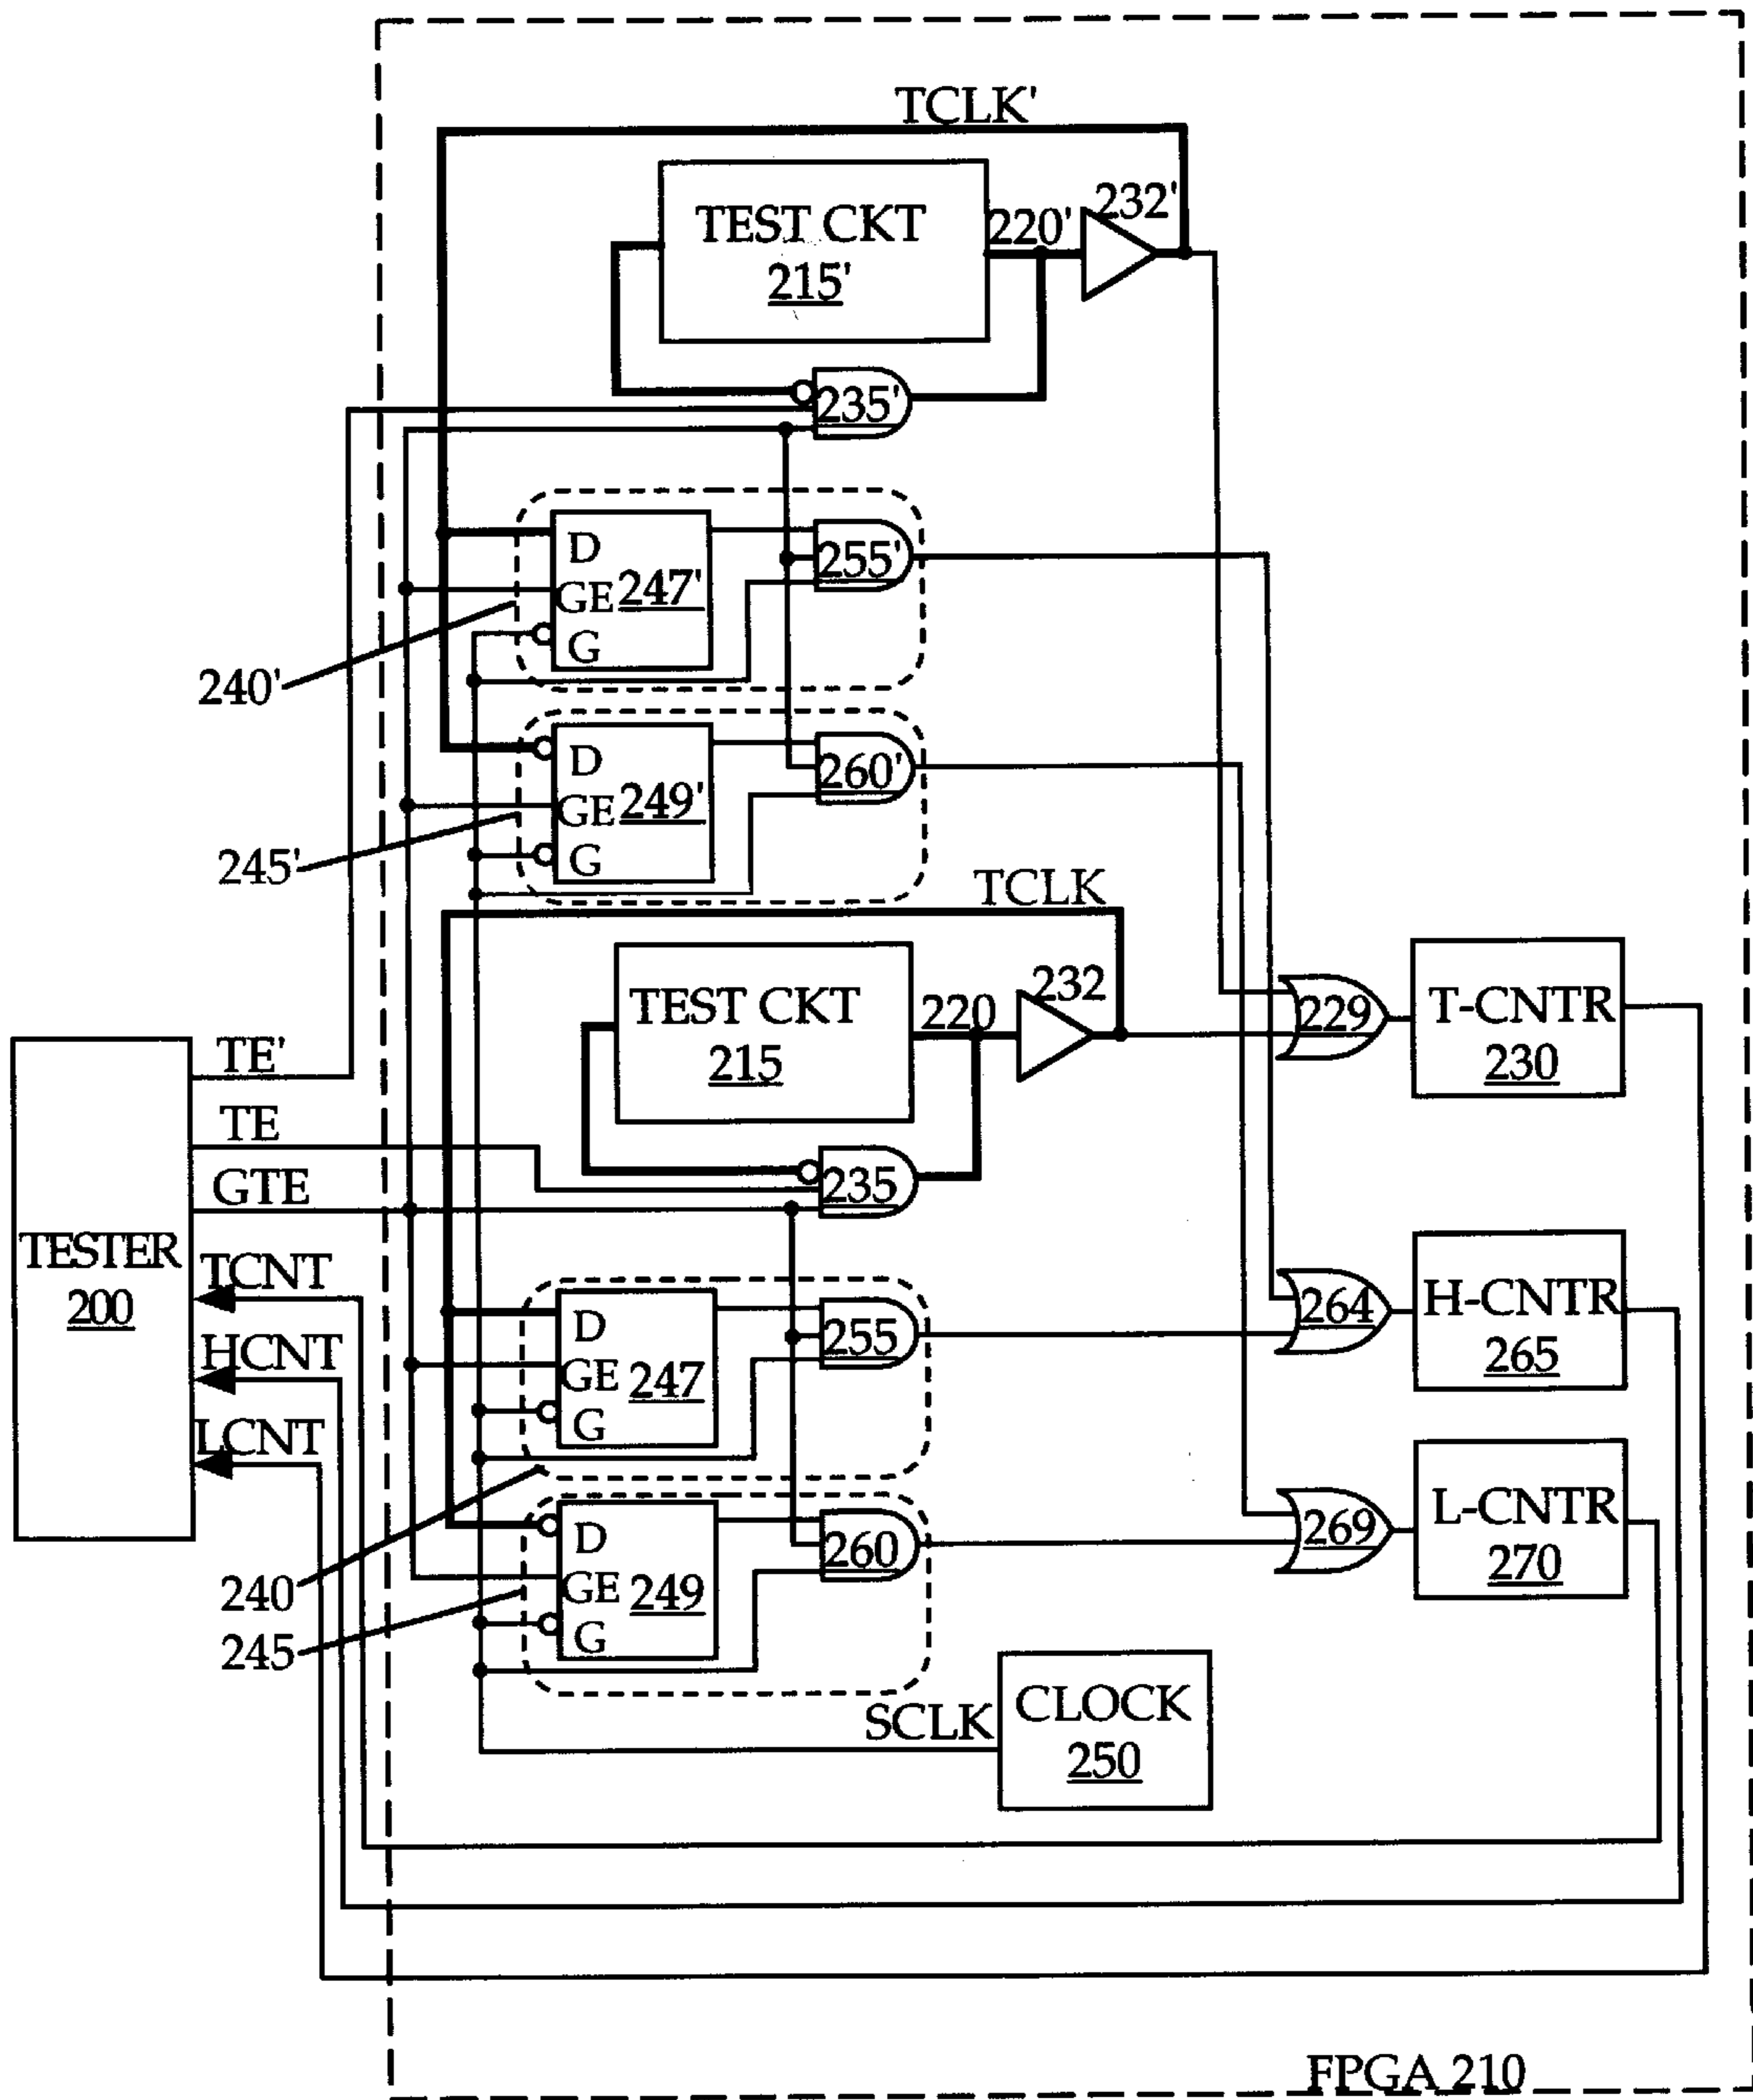 TCLK'
TEST CKT
215'
220'
232'
235'
D
GE
G
247'
255'
240'
D
GE
G
249'
260'
245'
TCLK
TEST CKT
215
220
232
229
T-CNTR
230
TE'
TE
GTE
TESTER
200
TCNT
HCNT
LCNT
235
D
GE
G
247
255
264
H-CNTR
265
240
D
GE
G
249
260
269
L-CNTR
270
245
SCLK
CLOCK
250
FPGA 210